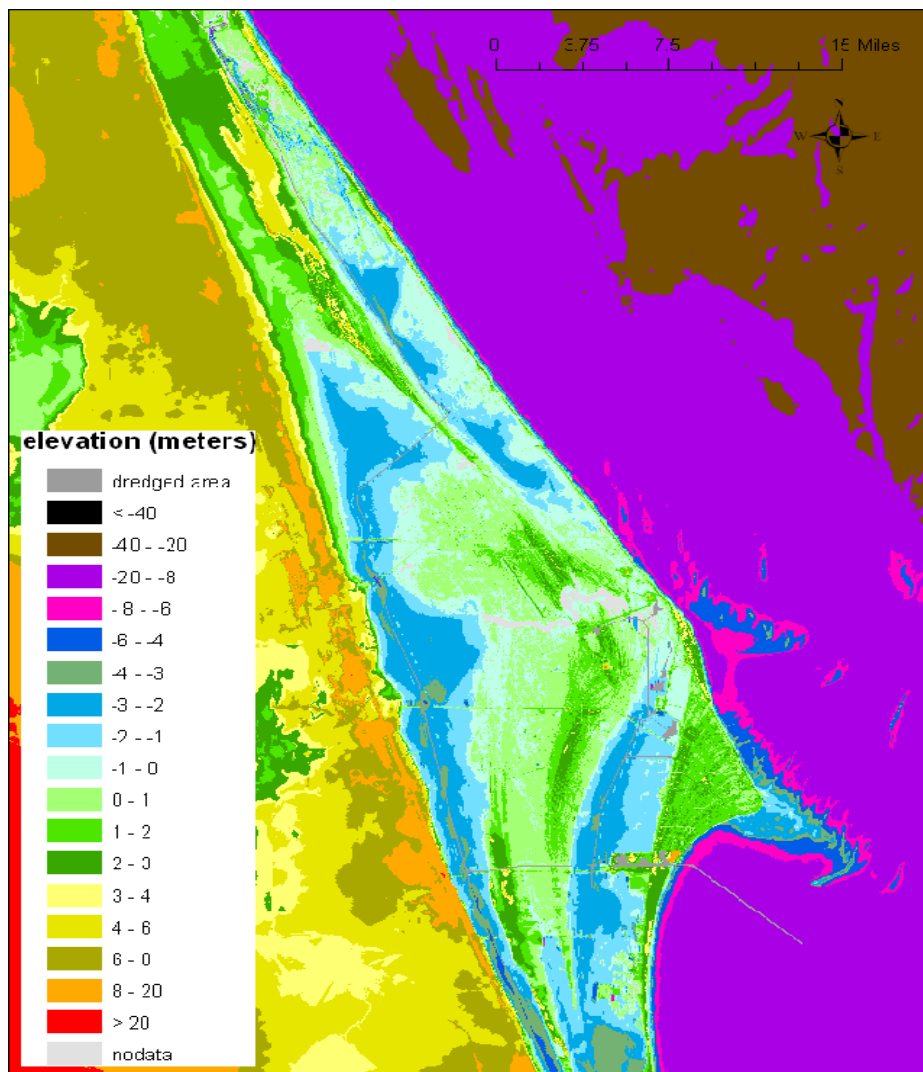 0 3.75 7.5 15 Miles
N
W E
S
elevation (meters)
dredged area
< -40
-40 - -20
-20 - -8
-8 - -6
-6 - -4
-4 - -3
-3 - -2
-2 - -1
-1 - 0
0 - 1
1 - 2
2 - 0
3 - 4
4 - 6
6 - 0
8 - 20
> 20
nodata